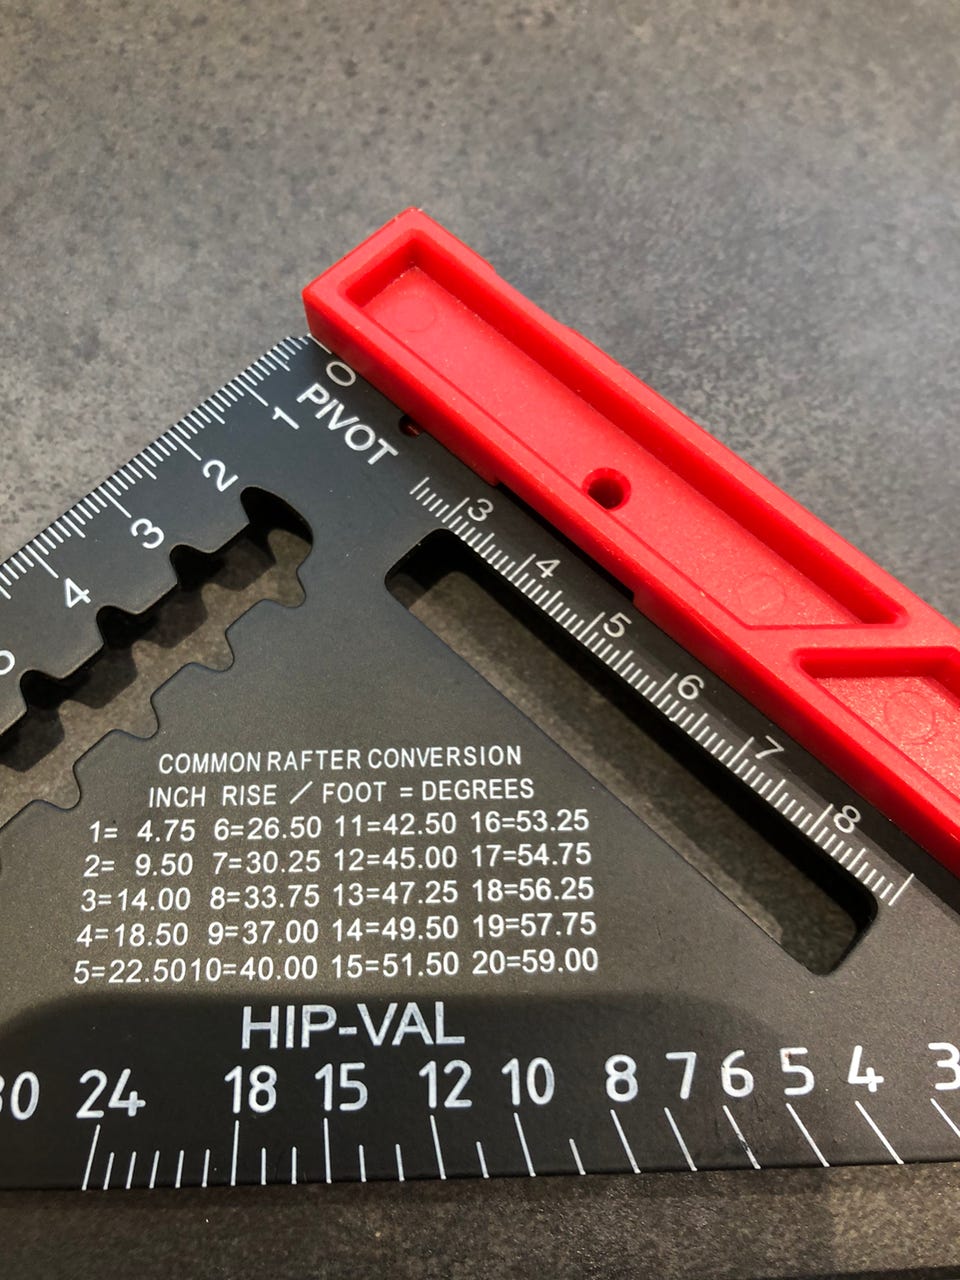 0
PIVOT
1
2
3
4
3
4
5
6
7
8
COMMON RAFTER CONVERSION
INCH RISE / FOOT = DEGREES
1= 4.75 6=26.50 11=42.50 16=53.25
2= 9.50 7=30.25 12=45.00 17=54.75
3=14.00 8=33.75 13=47.25 18=56.25
4=18.50 9=37.00 14=49.50 19=57.75
5=22.5010=40.00 15=51.50 20=59.00
HIP-VAL
30 24 18 15 12 10 8 7 6 5 4 3